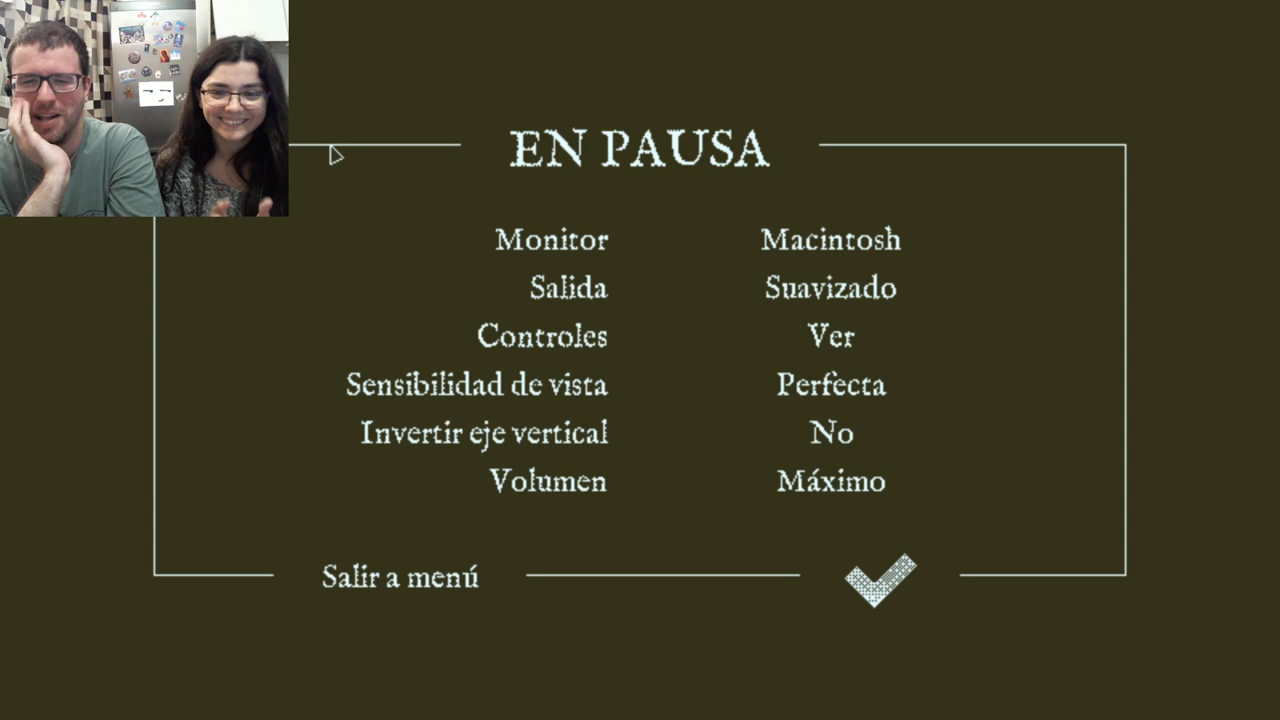 EN PAUSA
Monitor Macintosh
Salida Suavizado
Controles Ver
Sensibilidad de vista Perfecta
Invertir eje vertical No
Volumen Máximo
Salir a menú